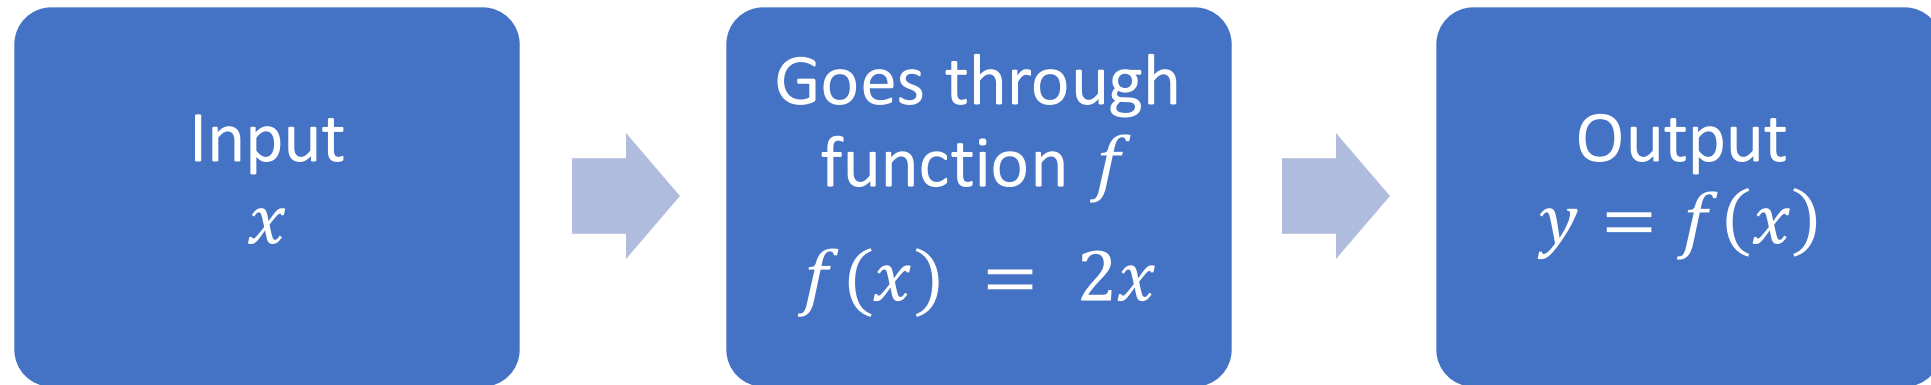 Input
x
Goes through
function f
f(x) = 2x
Output
y = f(x)